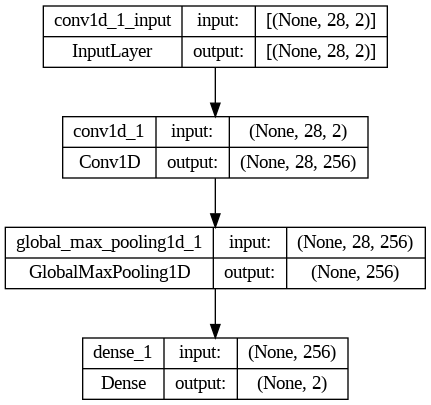 conv1d_1_input input: [(None, 28, 2)]
InputLayer output: [(None, 28, 2)]
conv1d_1 input: (None, 28, 2)
Conv1D output: (None, 28, 256)
global_max_pooling1d_1 input: (None, 28, 256)
GlobalMaxPooling1D output: (None, 256)
dense_1 input: (None, 256)
Dense output: (None, 2)